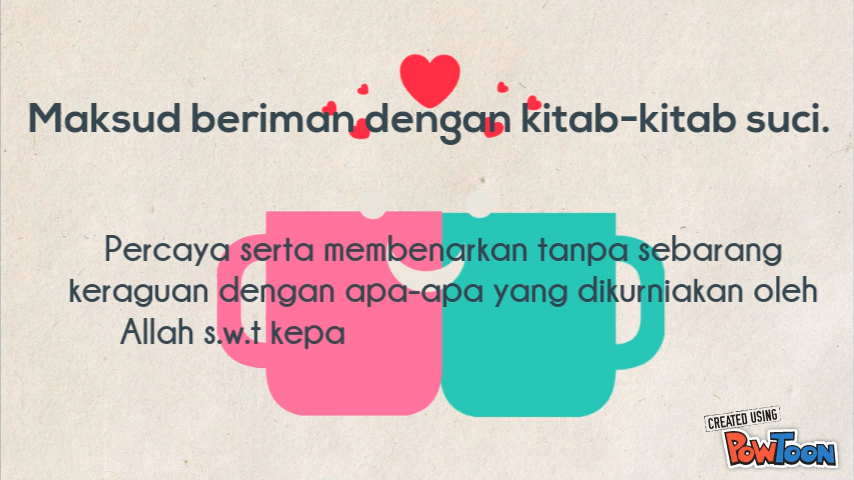 Maksud beriman dengan kitab-kitab suci.
Percaya serta membenarkan tanpa sebarang
keraguan dengan apa-apa yang dikurniakan oleh
Allah s.w.t kepa
CREATED USING
POWTOON